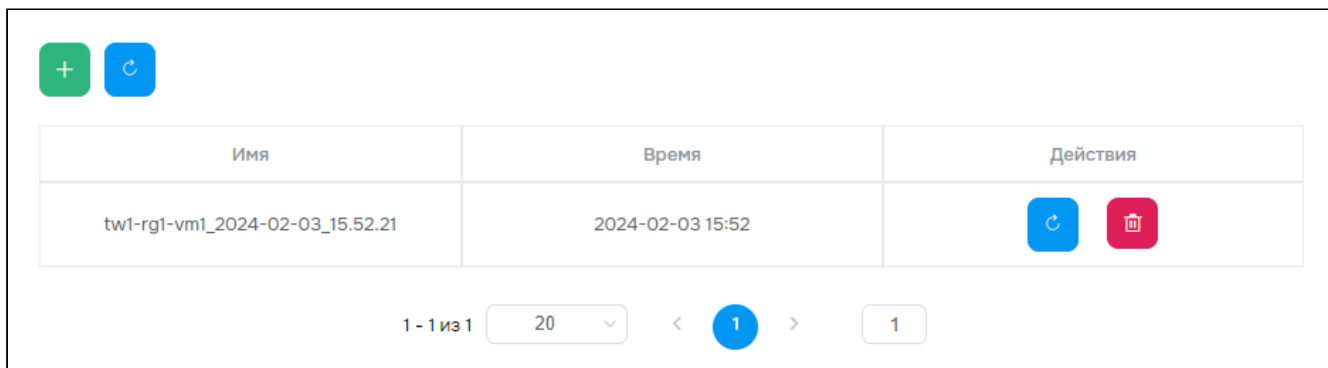 Имя Время Действия
tw1-rg1-vm1_2024-02-03_15.52.21 2024-02-03 15:52
1 - 1 из 1 20 1 1